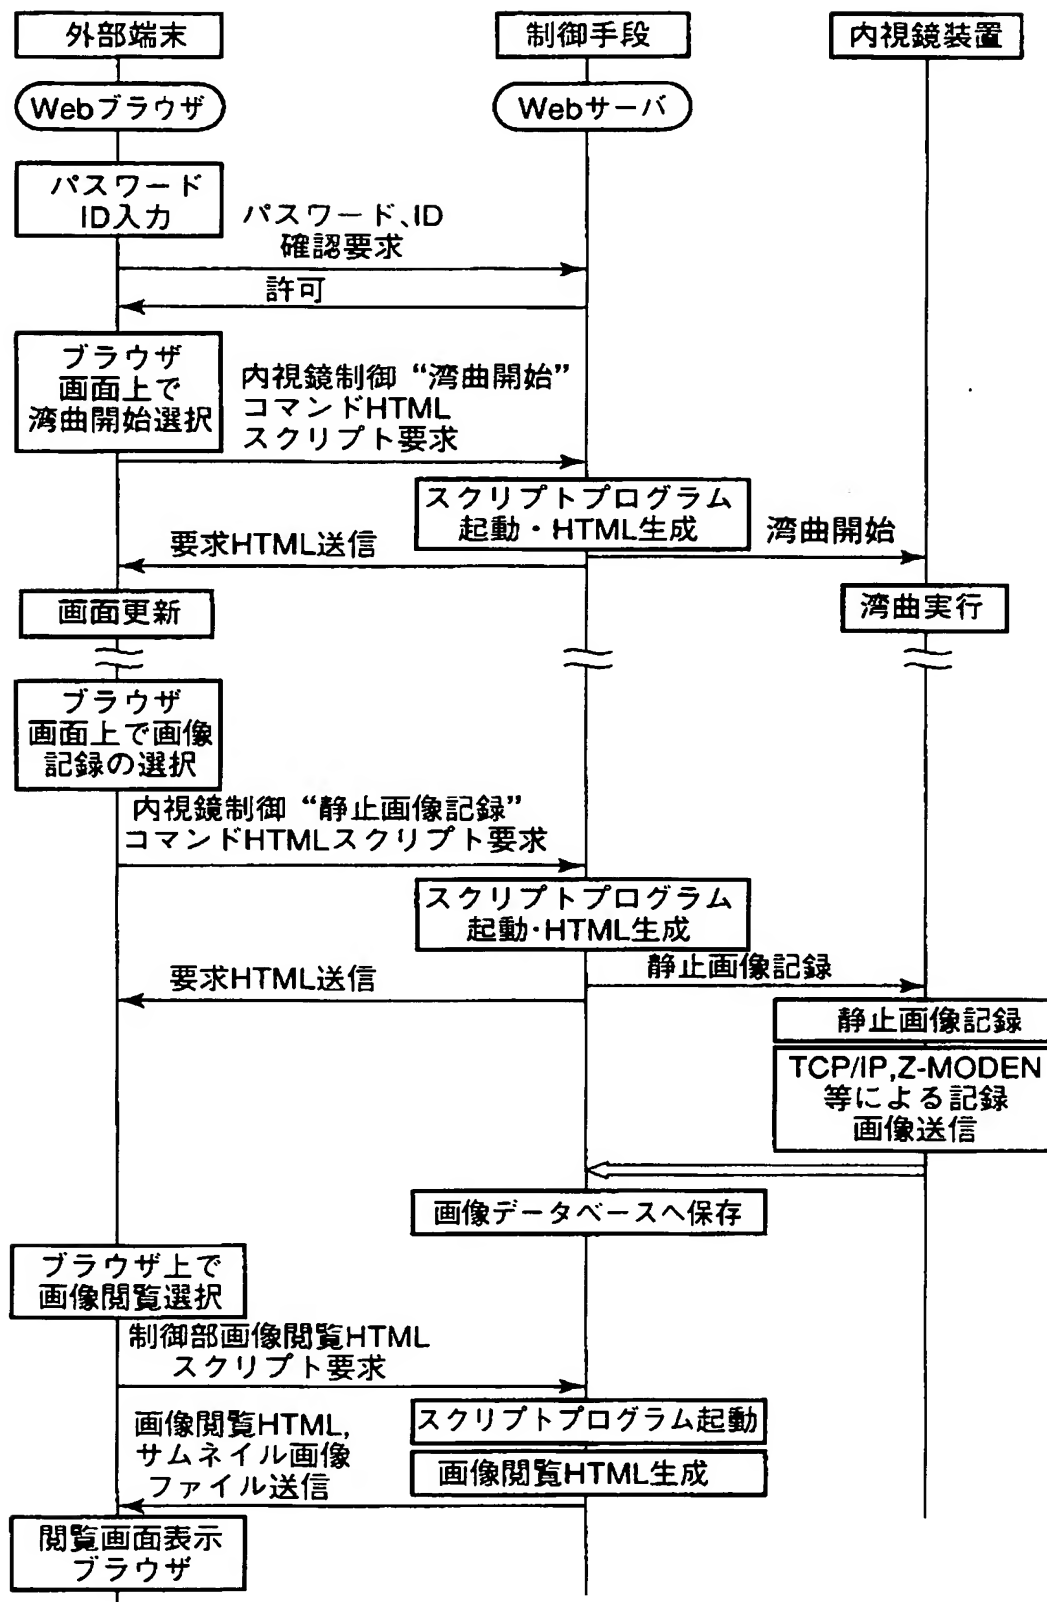 外部端末
制御手段
内視鏡装置
Webブラウザ
Webサーバ
パスワード
ID入力
パスワード、ID
確認要求
許可
ブラウザ
画面上で
湾曲開始選択
内視鏡制御“湾曲開始”
コマンドHTML
スクリプト要求
スクリプトプログラム
起動・HTML生成
湾曲開始
要求HTML送信
画面更新
湾曲実行
ブラウザ
画面上で画像
記録の選択
内視鏡制御“静止画像記録”
コマンドHTMLスクリプト要求
スクリプトプログラム
起動・HTML生成
静止画像記録
要求HTML送信
静止画像記録
TCP/IP,Z-MODEN
等による記録
画像送信
画像データベースへ保存
ブラウザ上で
画像閲覧選択
制御部画像閲覧HTML
スクリプト要求
スクリプトプログラム起動
画像閲覧HTML,
サムネイル画像
ファイル送信
画像閲覧HTML生成
閲覧画面表示
ブラウザ